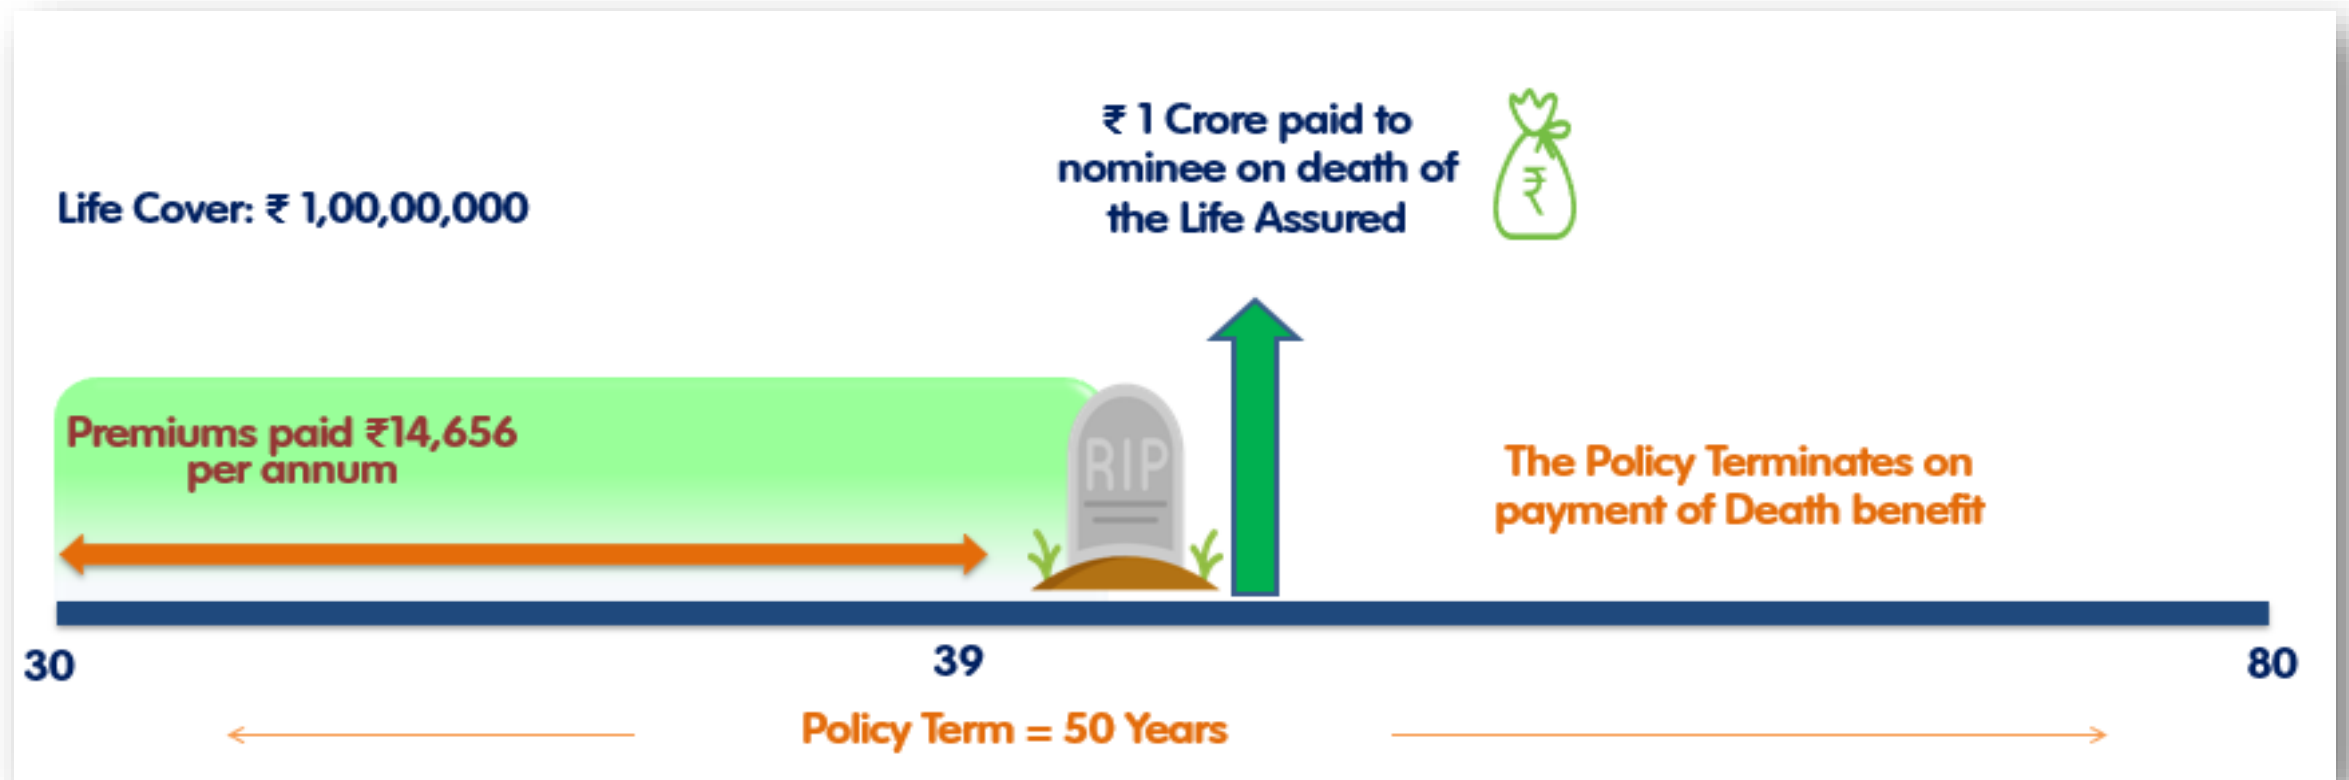 ₹ 1 Crore paid to
nominee on death of
the Life Assured
₹
Life Cover: ₹ 1,00,00,000
Premiums paid ₹14,656
per annum
RIP
The Policy Terminates on
payment of Death benefit
30
39
80
Policy Term = 50 Years